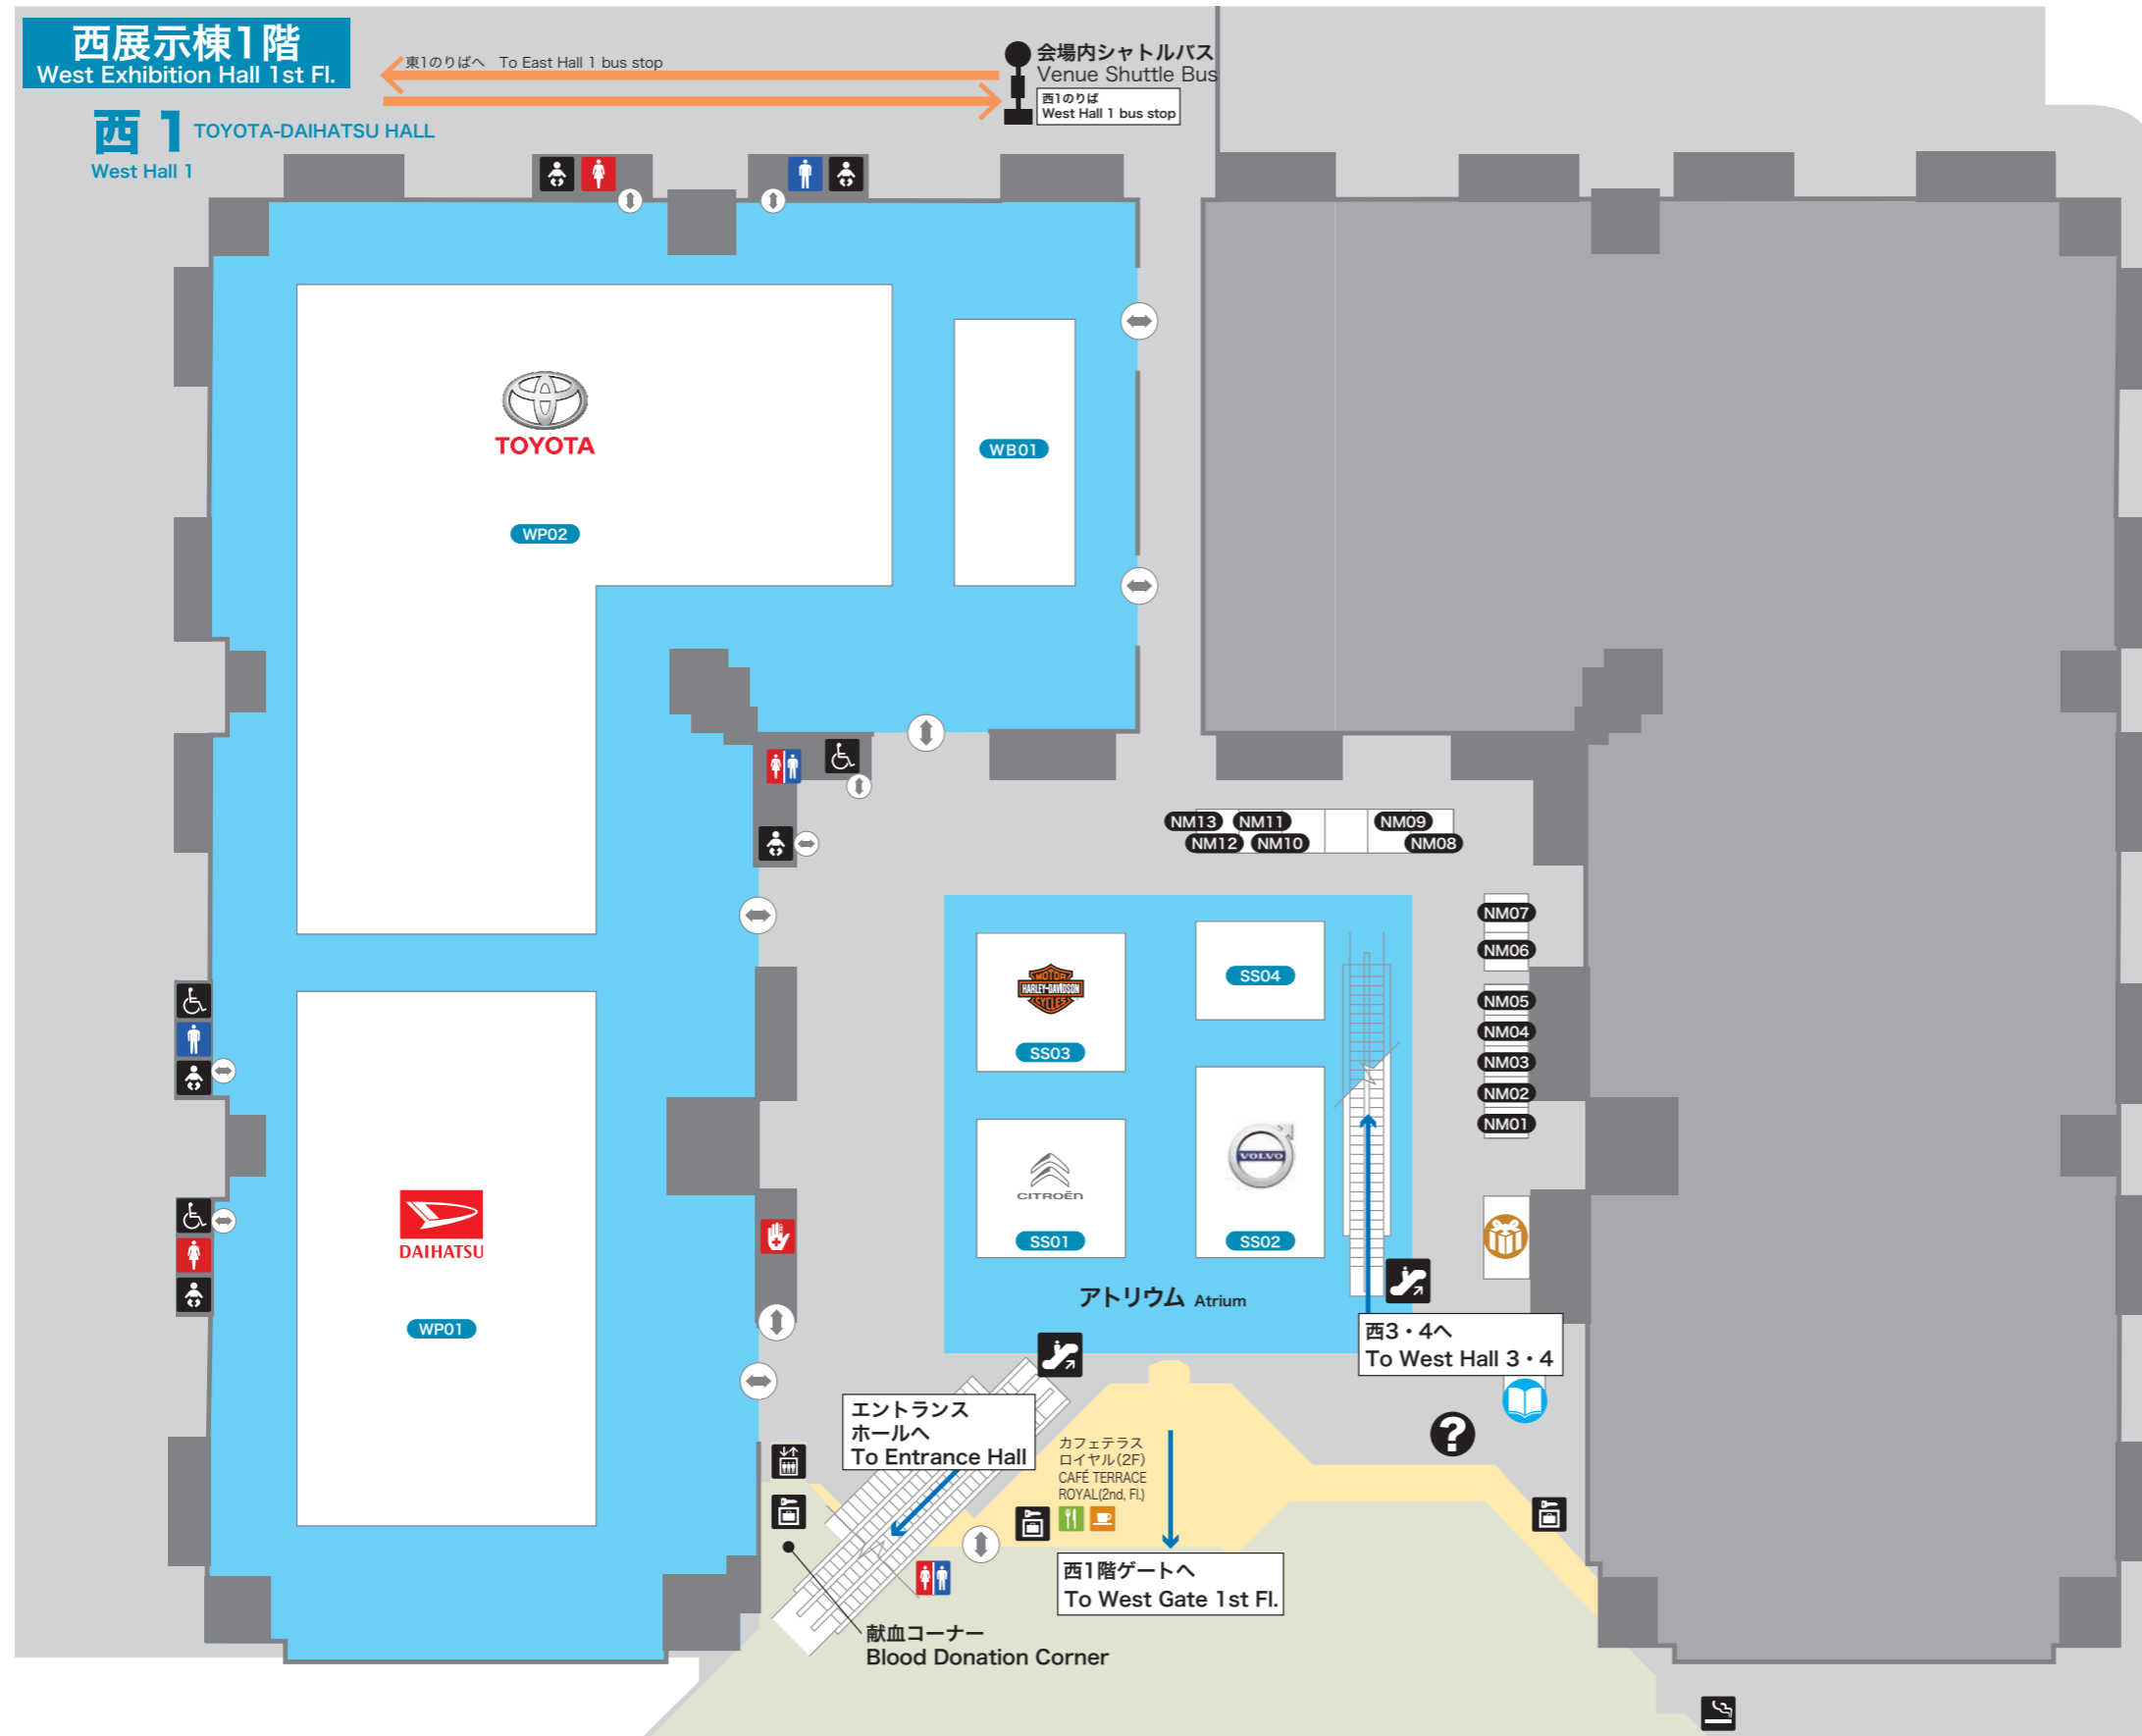 西展示棟1階
West Exhibition Hall 1st Fl.
東1のりばへ To East Hall 1 bus stop
会場内シャトルバス
Venue Shuttle Bus
西1のりば
West Hall 1 bus stop
西 1 TOYOTA-DAIHATSU HALL
West Hall 1
TOYOTA
WB01
WP02
NM13
NM11
NM09
NM12
NM10
NM08
NM07
NM06
NM05
NM04
NM03
NM02
NM01
MOTOR
HARLEY-DAVIDSON
CYCLES
SS03
SS04
CITROËN
SS01
VOLVO
SS02
DAIHATSU
WP01
アトリウム Atrium
西3・4へ
To West Hall 3・4
エントランス
ホールへ
To Entrance Hall
カフェテラス
ロイヤル(2F)
CAFÉ TERRACE
ROYAL(2nd, Fl.)
?
西1階ゲートへ
To West Gate 1st Fl.
献血コーナー
Blood Donation Corner